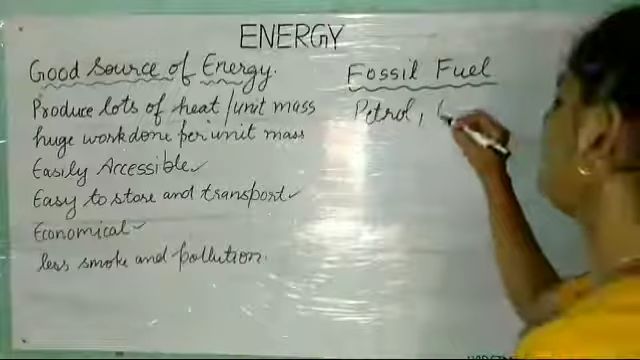 ENERGY
Good Source of Energy.
Produce lots of heat/unit mass
huge workdone per unit mass
Easily Accessible ✓
Easy to store and transport ✓
Economical ✓
less smoke and pollution.
Fossil Fuel
Petrol,